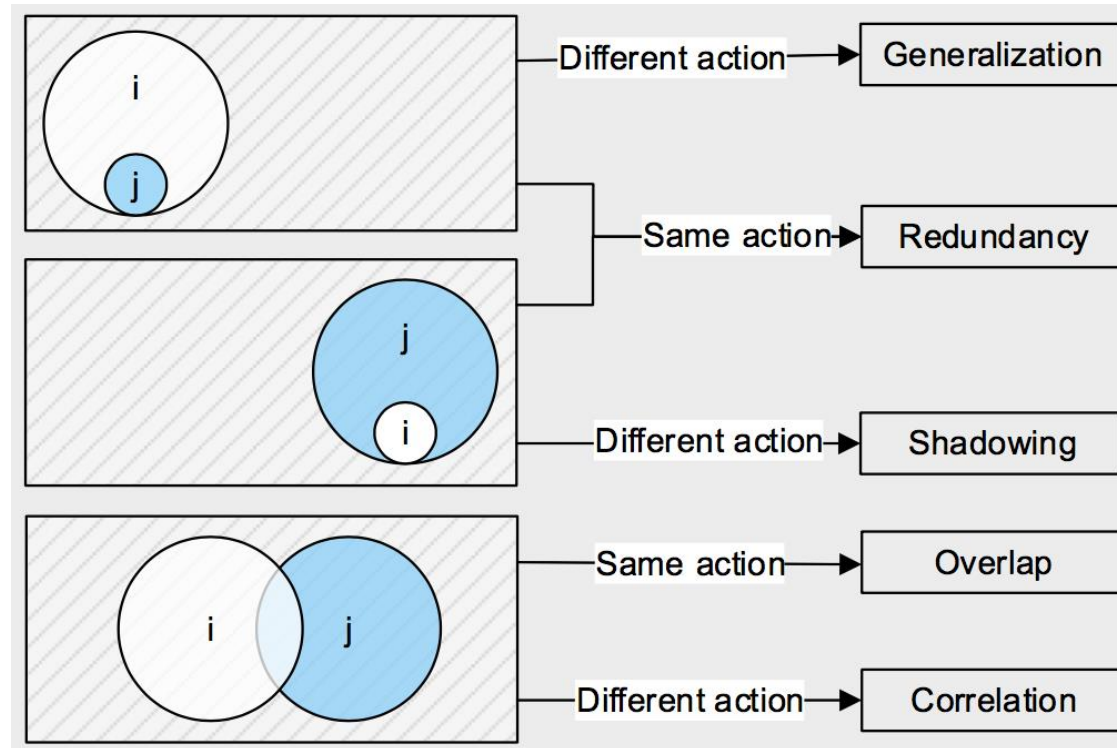 i
j
Different action
Generalization
Same action
Redundancy
j
i
Different action
Shadowing
i
j
Same action
Overlap
Different action
Correlation